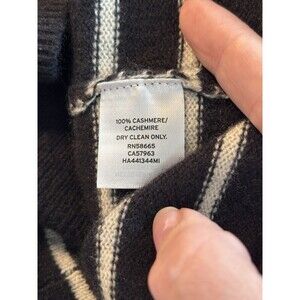 100% CASHMERE/
CACHEMIRE
DRY CLEAN ONLY.
RN58665
CA57963
HA441344MI